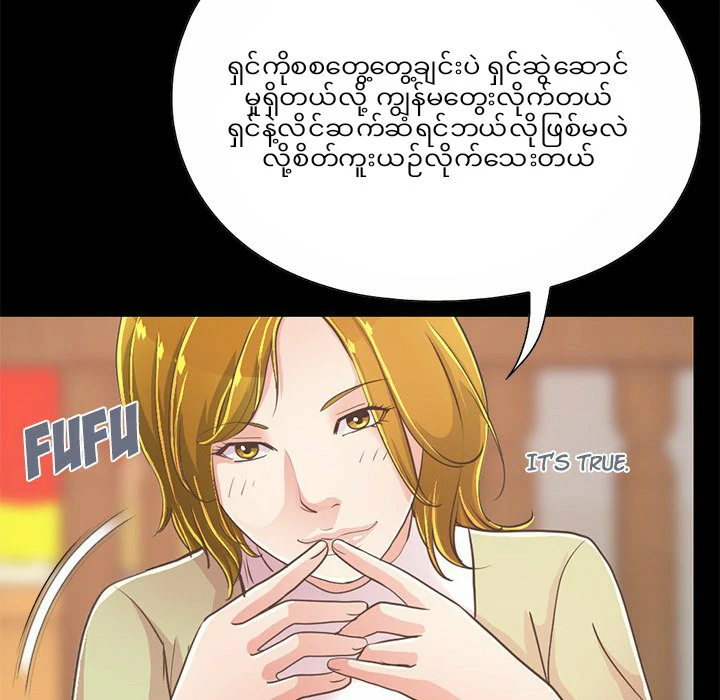 ရှင်ကိုစစတွေ့တွေ့ချင်းပဲ ရှင်ဆွဲဆောင်
မှုရှိတယ်လို့ ကျွန်မတွေးလိုက်တယ်
ရှင်နဲ့လိင်ဆက်ဆံရင်ဘယ်လိုဖြစ်မလဲ
လို့စိတ်ကူးယဉ်လိုက်သေးတယ်
FUFU
IT'S TRUE.